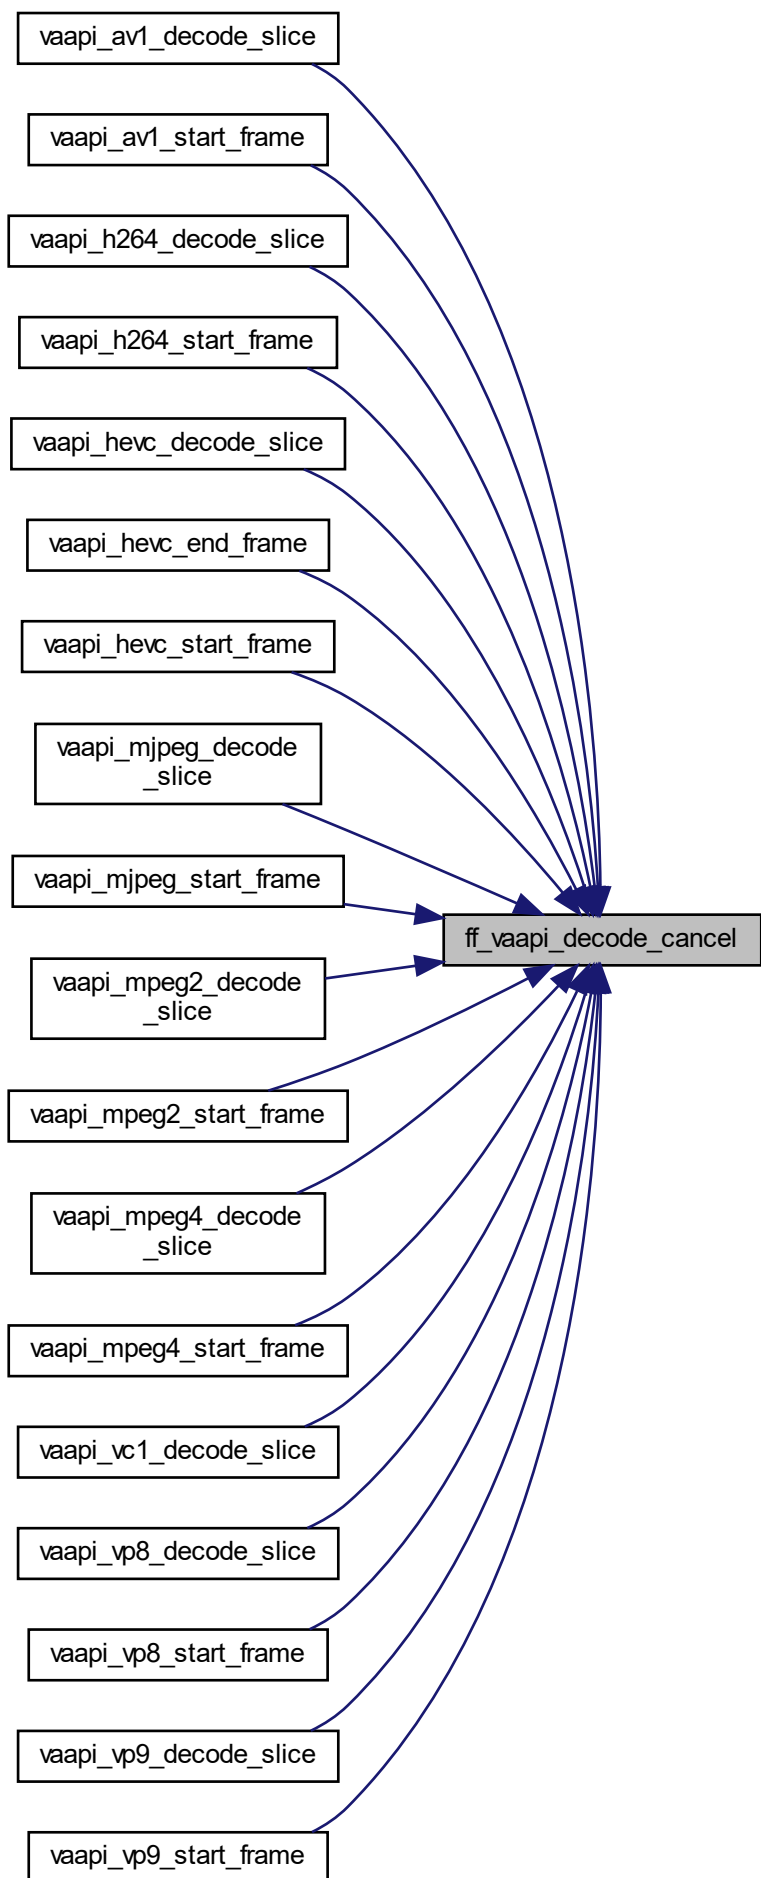 vaapi_av1_decode_slice
vaapi_av1_start_frame
vaapi_h264_decode_slice
vaapi_h264_start_frame
vaapi_hevc_decode_slice
vaapi_hevc_end_frame
vaapi_hevc_start_frame
vaapi_mjpeg_decode
_slice
vaapi_mjpeg_start_frame
ff_vaapi_decode_cancel
vaapi_mpeg2_decode
_slice
vaapi_mpeg2_start_frame
vaapi_mpeg4_decode
_slice
vaapi_mpeg4_start_frame
vaapi_vc1_decode_slice
vaapi_vp8_decode_slice
vaapi_vp8_start_frame
vaapi_vp9_decode_slice
vaapi_vp9_start_frame